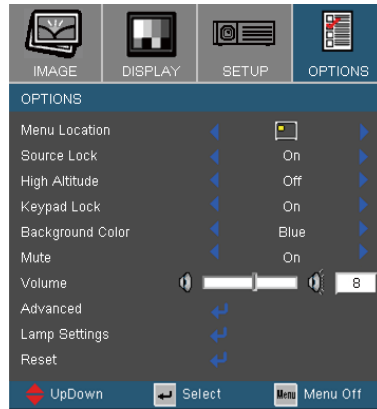 IMAGE DISPLAY SETUP OPTIONS
OPTIONS
Menu Location
Source Lock On
High Altitude Off
Keypad Lock On
Background Color Blue
Mute On
Volume 8
Advanced
Lamp Settings
Reset
UpDown Select Menu Menu Off